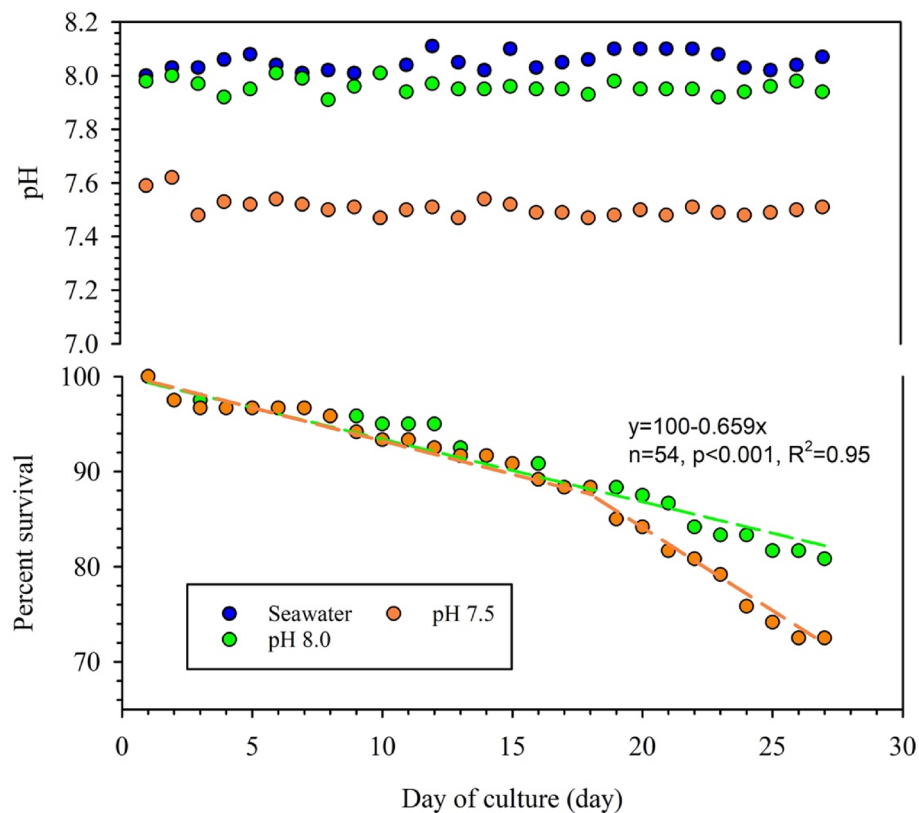 8.2
8.0
7.8
7.6
7.4
7.2
7.0
pH
100
90
80
70
Percent survival
y=100-0.659x
n=54, p<0.001, R²=0.95
Seawater pH 7.5
pH 8.0
0 5 10 15 20 25 30
Day of culture (day)